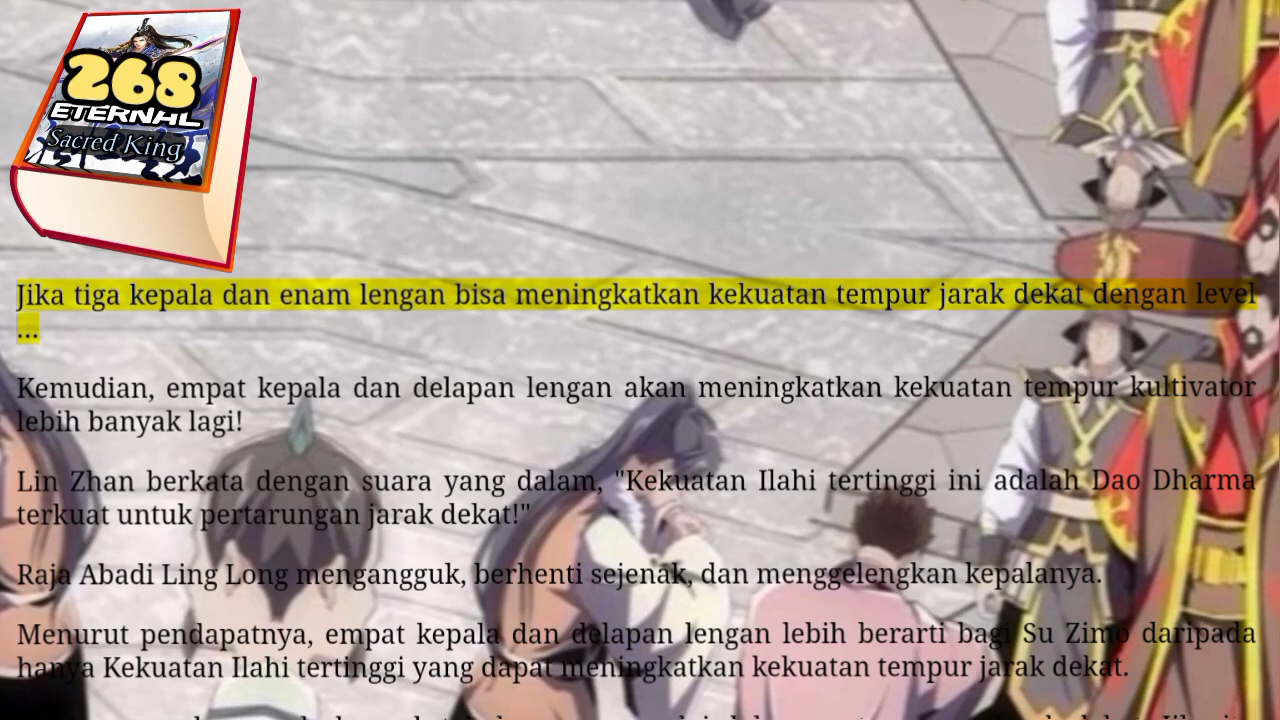 268
ETERNAL
Sacred King
Jika tiga kepala dan enam lengan bisa meningkatkan kekuatan tempur jarak dekat dengan level
...
Kemudian, empat kepala dan delapan lengan akan meningkatkan kekuatan tempur kultivator
lebih banyak lagi!
Lin Zhan berkata dengan suara yang dalam, "Kekuatan Ilahi tertinggi ini adalah Dao Dharma
terkuat untuk pertarungan jarak dekat!"
Raja Abadi Ling Long mengangguk, berhenti sejenak, dan menggelengkan kepalanya.
Menurut pendapatnya, empat kepala dan delapan lengan lebih berarti bagi Su Zimo daripada
hanya Kekuatan Ilahi tertinggi yang dapat meningkatkan kekuatan tempur jarak dekat.